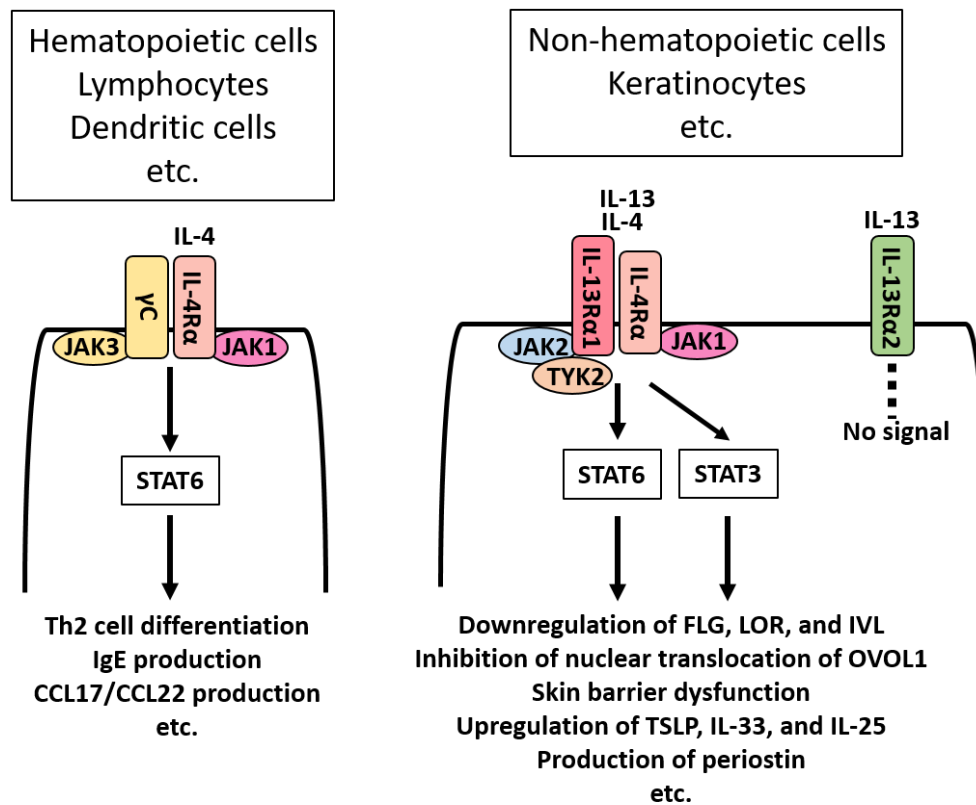 Hematopoietic cells
Lymphocytes
Dendritic cells
etc.
IL-4
γC
IL-4Rα
JAK3
JAK1
STAT6
Th2 cell differentiation
IgE production
CCL17/CCL22 production
etc.
Non-hematopoietic cells
Keratinocytes
etc.
IL-13
IL-4
IL-13Rα1
IL-4Rα
JAK2
TYK2
JAK1
STAT6
STAT3
IL-13
IL-13Rα2
No signal
Downregulation of FLG, LOR, and IVL
Inhibition of nuclear translocation of OVOL1
Skin barrier dysfunction
Upregulation of TSLP, IL-33, and IL-25
Production of periostin
etc.